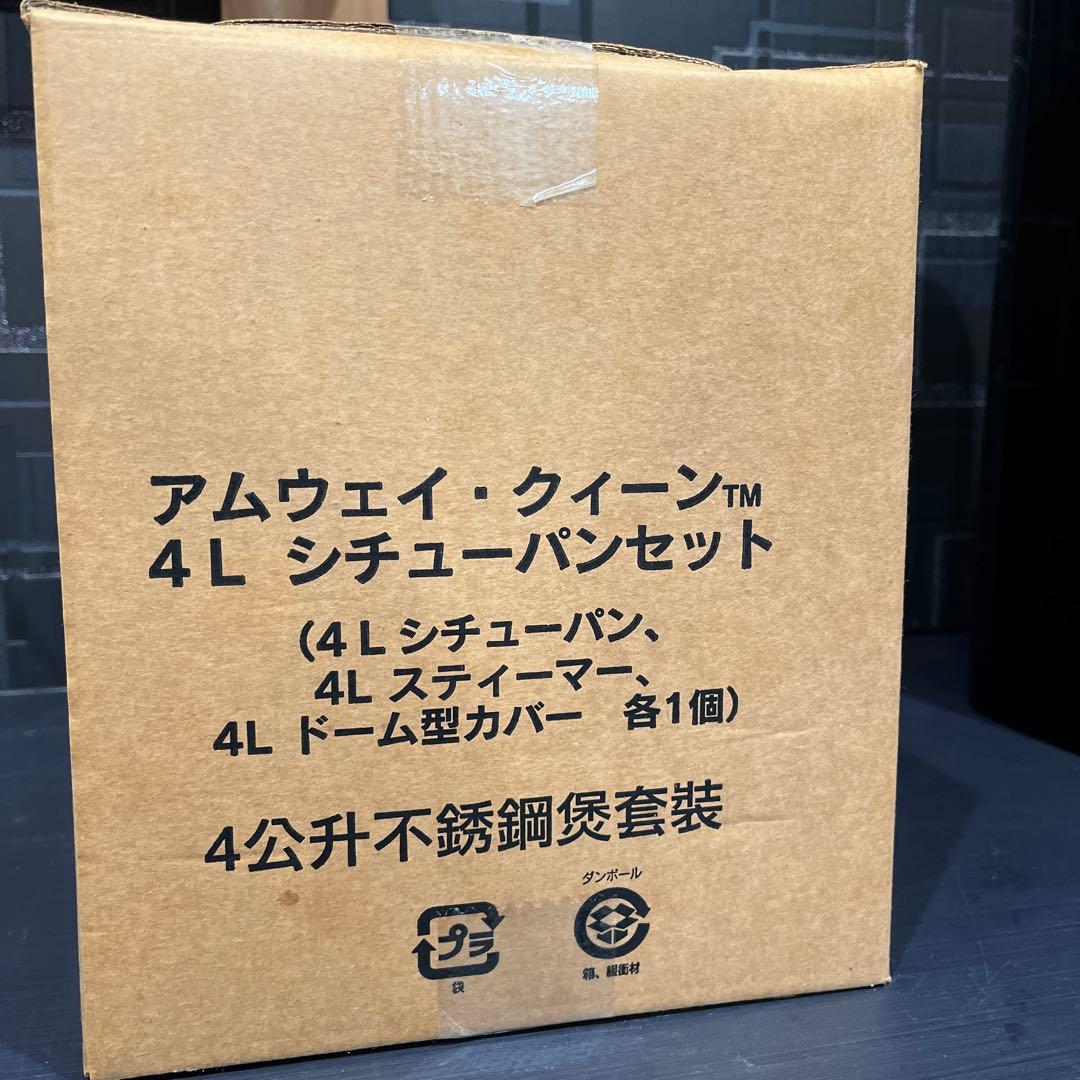 アムウェイ・クィーン™
4L シチューパンセット
(4L シチューパン、
4L スティーマー、
4L ドーム型カバー 各1個)
4公升不銹鋼煲套裝
プラ
袋
ダンボール
箱、緩衝材